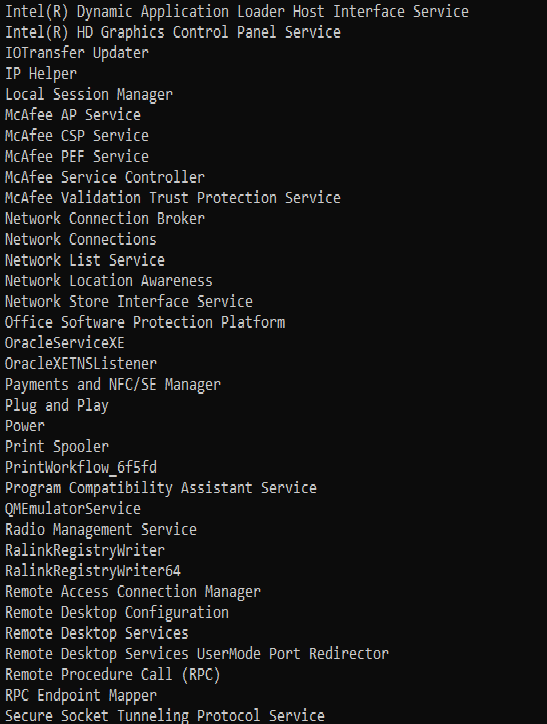 Intel(R) Dynamic Application Loader Host Interface Service
Intel(R) HD Graphics Control Panel Service
IOTransfer Updater
IP Helper
Local Session Manager
McAfee AP Service
McAfee CSP Service
McAfee PEF Service
McAfee Service Controller
McAfee Validation Trust Protection Service
Network Connection Broker
Network Connections
Network List Service
Network Location Awareness
Network Store Interface Service
Office Software Protection Platform
OracleServiceXE
OracleXETNSListener
Payments and NFC/SE Manager
Plug and Play
Power
Print Spooler
PrintWorkflow_6f5fd
Program Compatibility Assistant Service
QMEmulatorService
Radio Management Service
RalinkRegistryWriter
RalinkRegistryWriter64
Remote Access Connection Manager
Remote Desktop Configuration
Remote Desktop Services
Remote Desktop Services UserMode Port Redirector
Remote Procedure Call (RPC)
RPC Endpoint Mapper
Secure Socket Tunneling Protocol Service